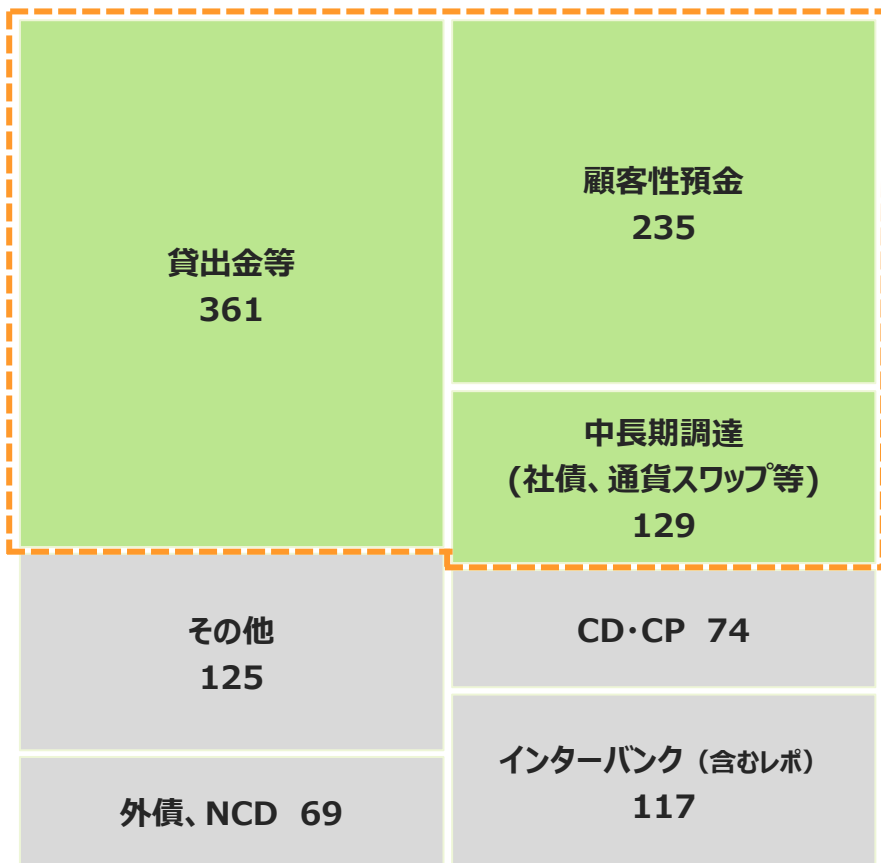 貸出金等
361
顧客性預金
235
中長期調達
(社債、通貨スワップ等)
129
その他
125
CD･CP 74
外債、NCD 69
インターバンク（含むレポ）
117